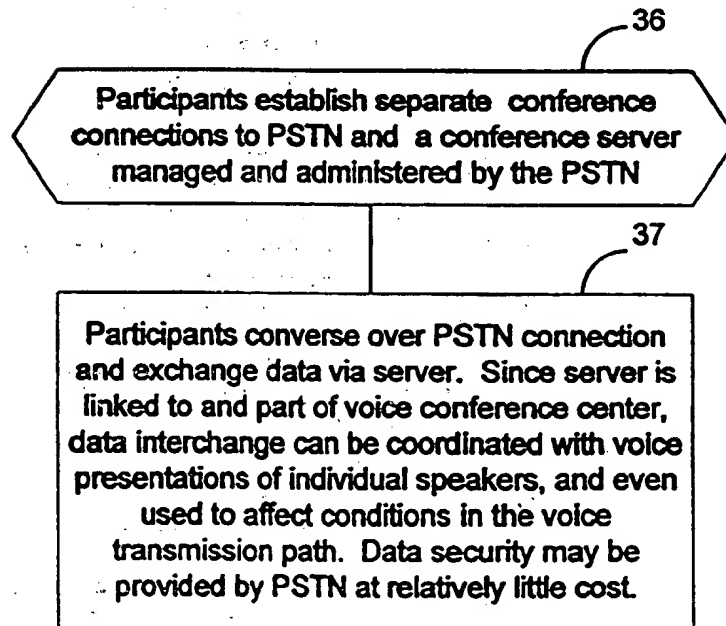 36
Participants establish separate conference
connections to PSTN and a conference server
managed and administered by the PSTN
37
Participants converse over PSTN connection
and exchange data via server. Since server is
linked to and part of voice conference center,
data interchange can be coordinated with voice
presentations of individual speakers, and even
used to affect conditions in the voice
transmission path. Data security may be
provided by PSTN at relatively little cost.